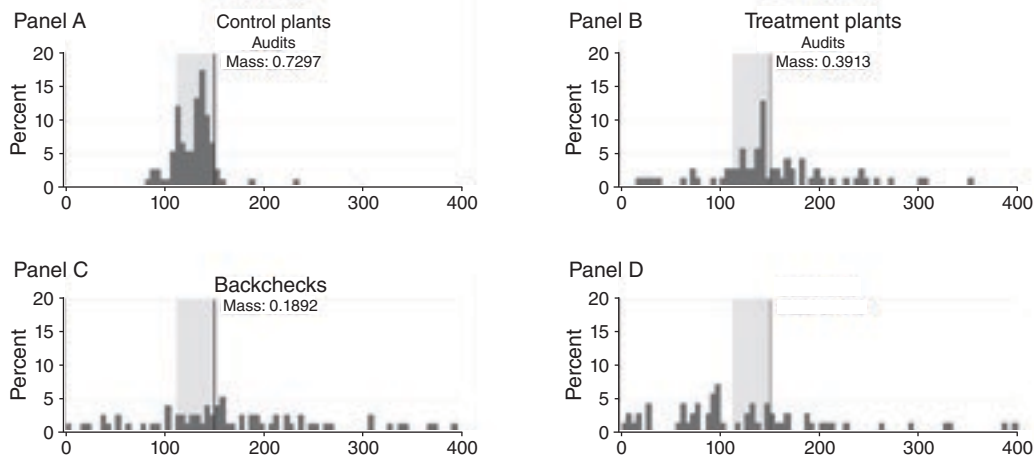 Panel A
Control plants
Audits
Mass: 0.7297
Percent
20
15
10
5
0
0 100 200 300 400
Panel B
Treatment plants
Audits
Mass: 0.3913
Percent
20
15
10
5
0
0 100 200 300 400
Panel C
Backchecks
Mass: 0.1892
Percent
20
15
10
5
0
0 100 200 300 400
Panel D
Percent
20
15
10
5
0
0 100 200 300 400